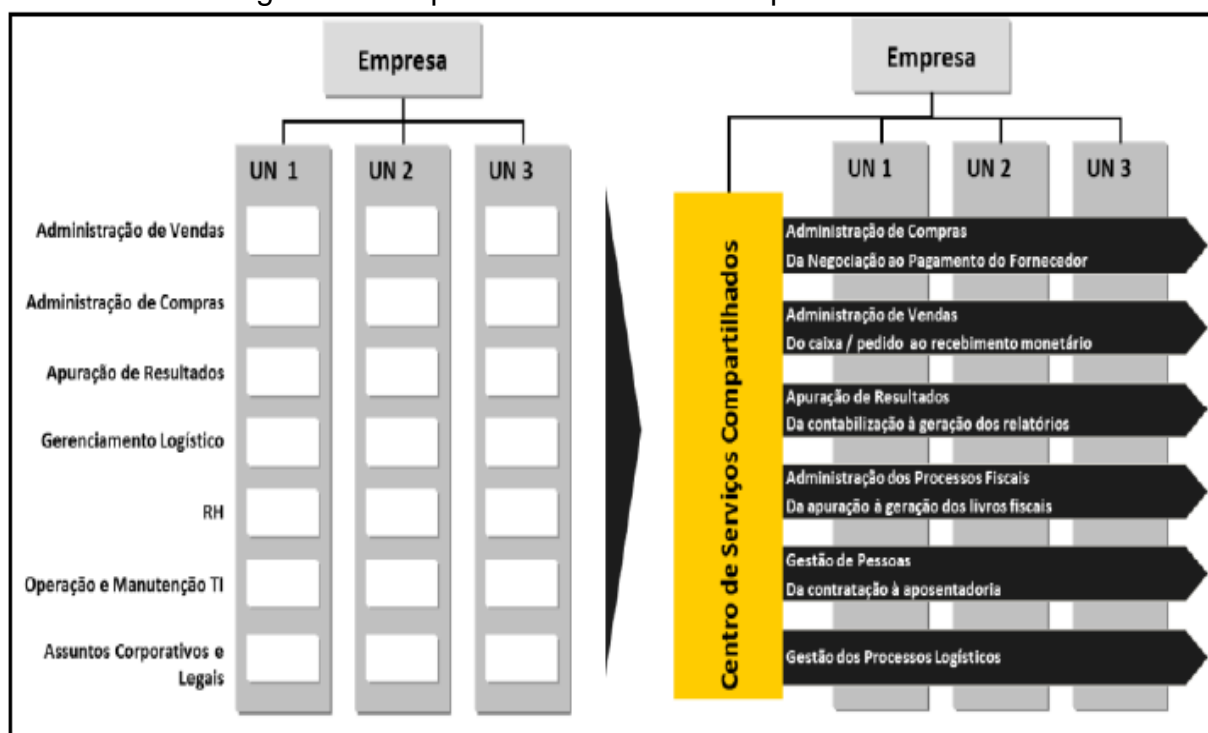 Empresa
UN 1
UN 2
UN 3
Administração de Vendas
Administração de Compras
Apuração de Resultados
Gerenciamento Logístico
RH
Operação e Manutenção TI
Assuntos Corporativos e
Legais
Empresa
UN 1
UN 2
UN 3
Centro de Serviços Compartilhados
Administração de Compras
Da Negociação ao Pagamento do Fornecedor
Administração de Vendas
Do caixa / pedido ao recebimento monetário
Apuração de Resultados
Da contabilização à geração dos relatórios
Administração dos Processos Fiscais
Da apuração à geração dos livros fiscais
Gestão de Pessoas
Da contratação à aposentadoria
Gestão dos Processos Logísticos